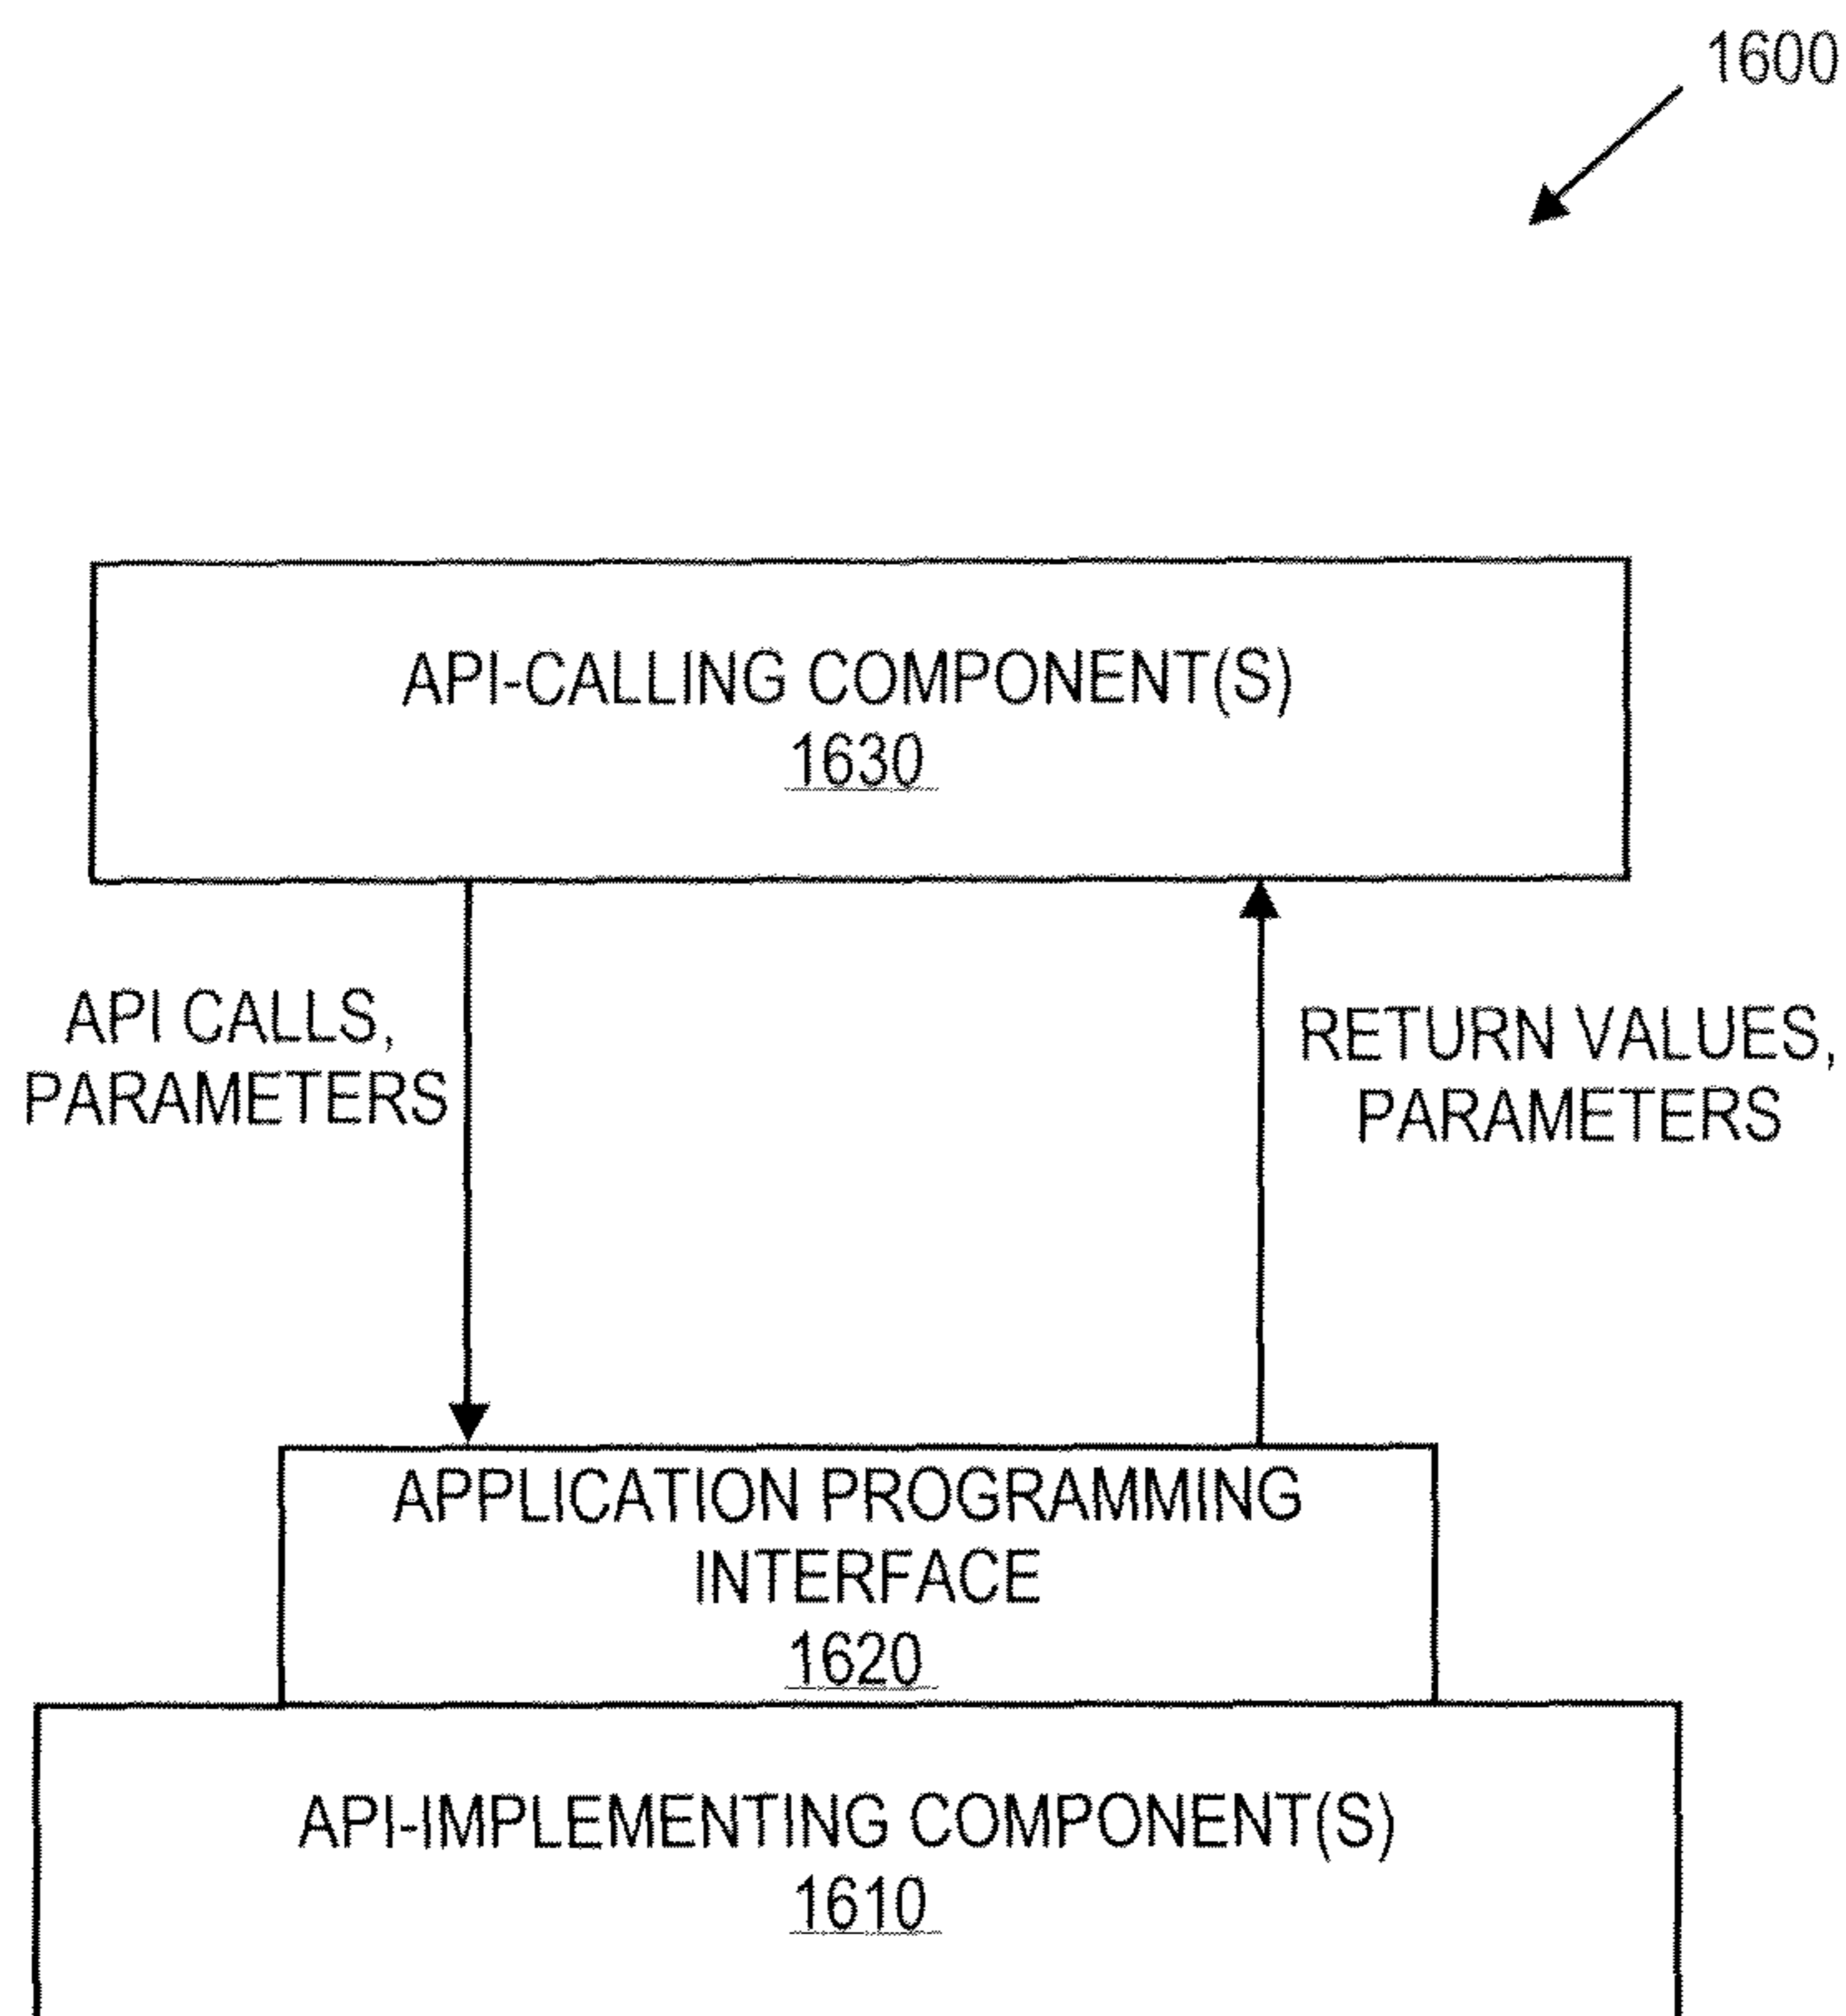 1600
API-CALLING COMPONENT(S)
1630
API CALLS,
PARAMETERS
RETURN VALUES,
PARAMETERS
APPLICATION PROGRAMMING
INTERFACE
1620
API-IMPLEMENTING COMPONENT(S)
1610